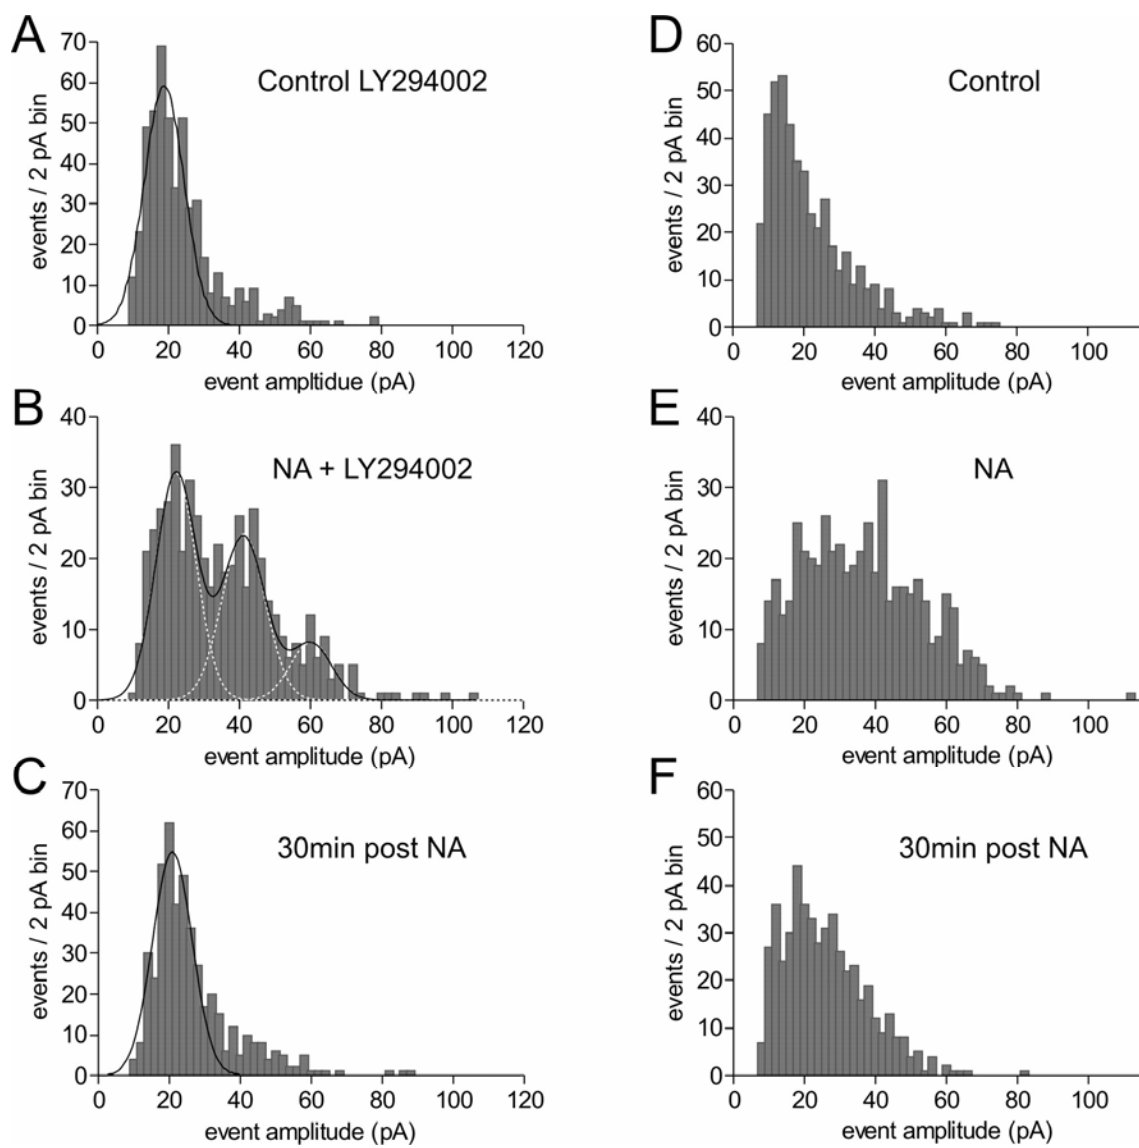 A
Control LY294002
events / 2 pA bin
70
60
50
40
30
20
10
0
0 20 40 60 80 100 120
event ampltidue (pA)
D
Control
events / 2 pA bin
60
50
40
30
20
10
0
0 20 40 60 80 100
event amplitude (pA)
B
NA + LY294002
events / 2 pA bin
40
30
20
10
0
0 20 40 60 80 100 120
event amplitude (pA)
E
NA
events / 2 pA bin
40
30
20
10
0
0 20 40 60 80 100
event amplitude (pA)
C
30min post NA
events / 2 pA bin
70
60
50
40
30
20
10
0
0 20 40 60 80 100 120
event amplitude (pA)
F
30min post NA
events / 2 pA bin
60
50
40
30
20
10
0
0 20 40 60 80 100
event amplitude (pA)